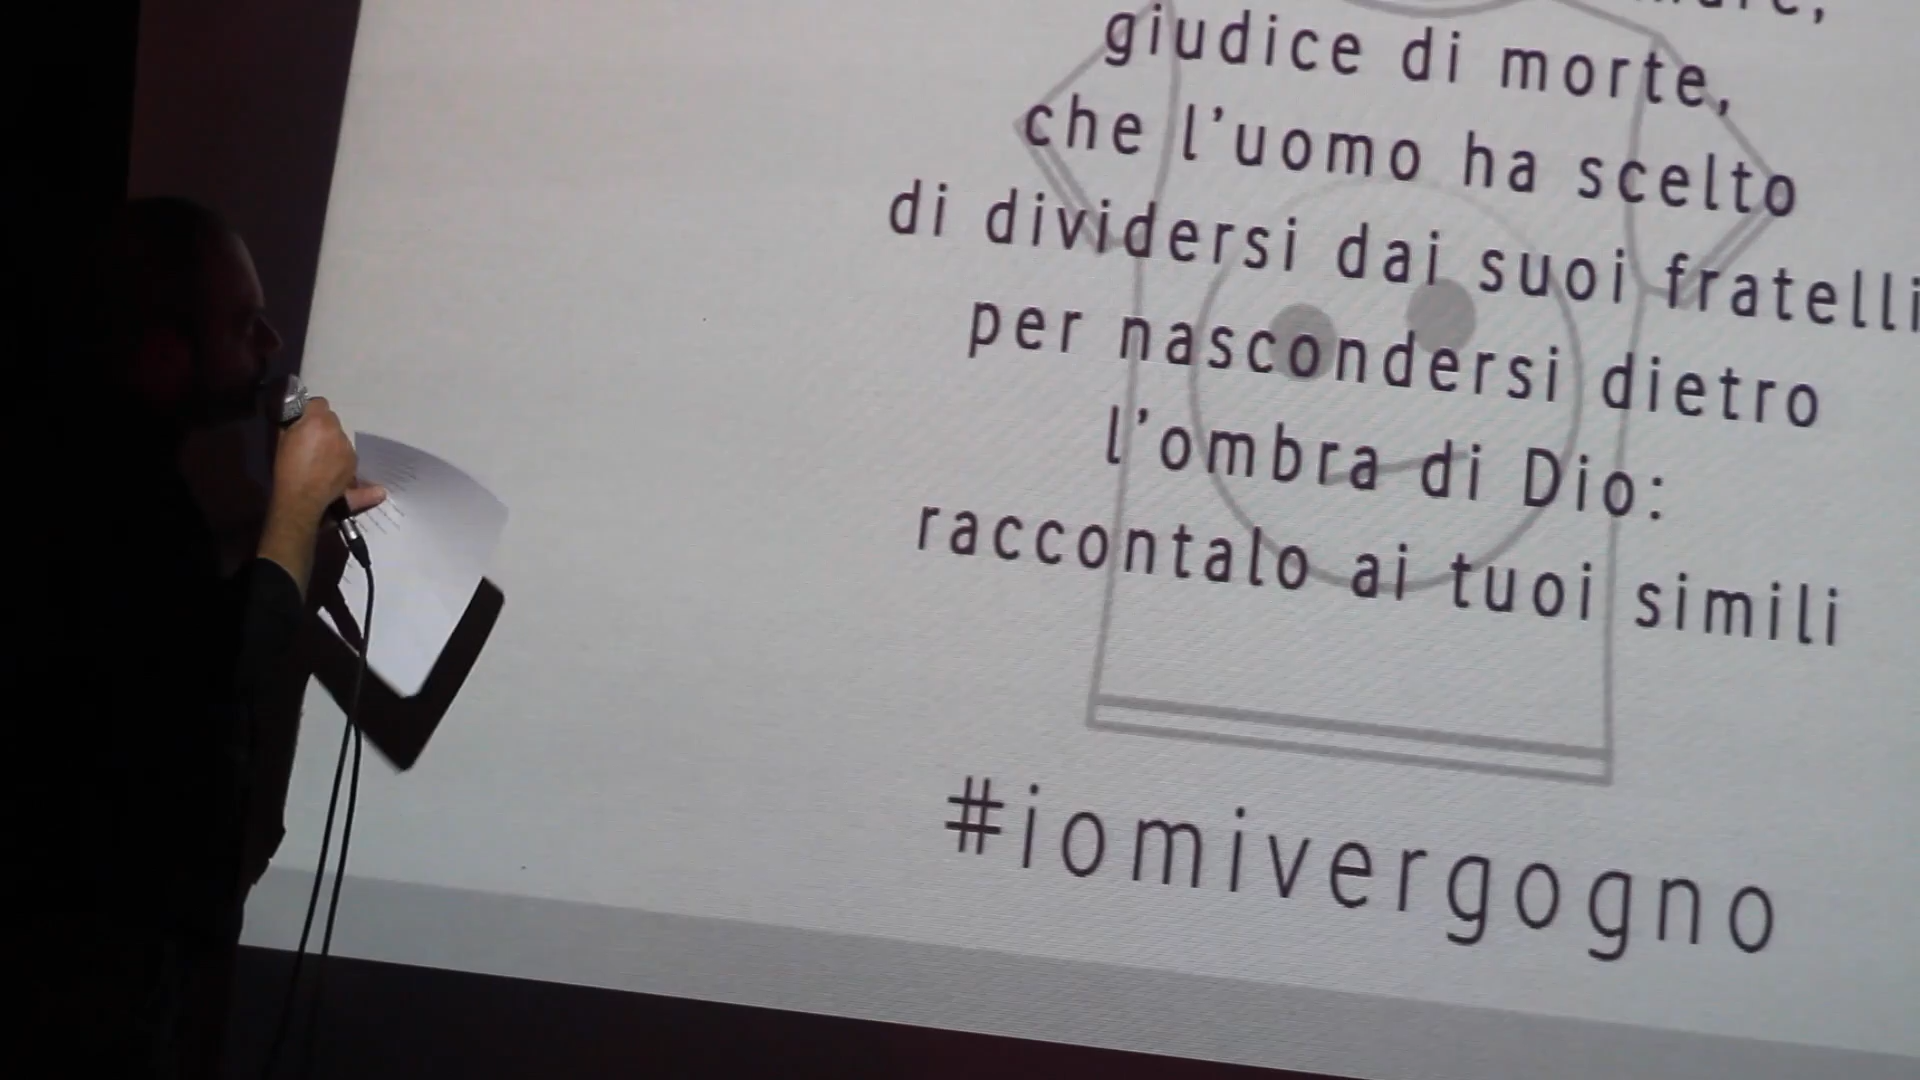 giudice di morte,
che l'uomo ha scelto
di dividersi dai suoi fratelli
per nascondersi dietro
l'ombra di Dio:
raccontalo ai tuoi simili
#iomivergogno